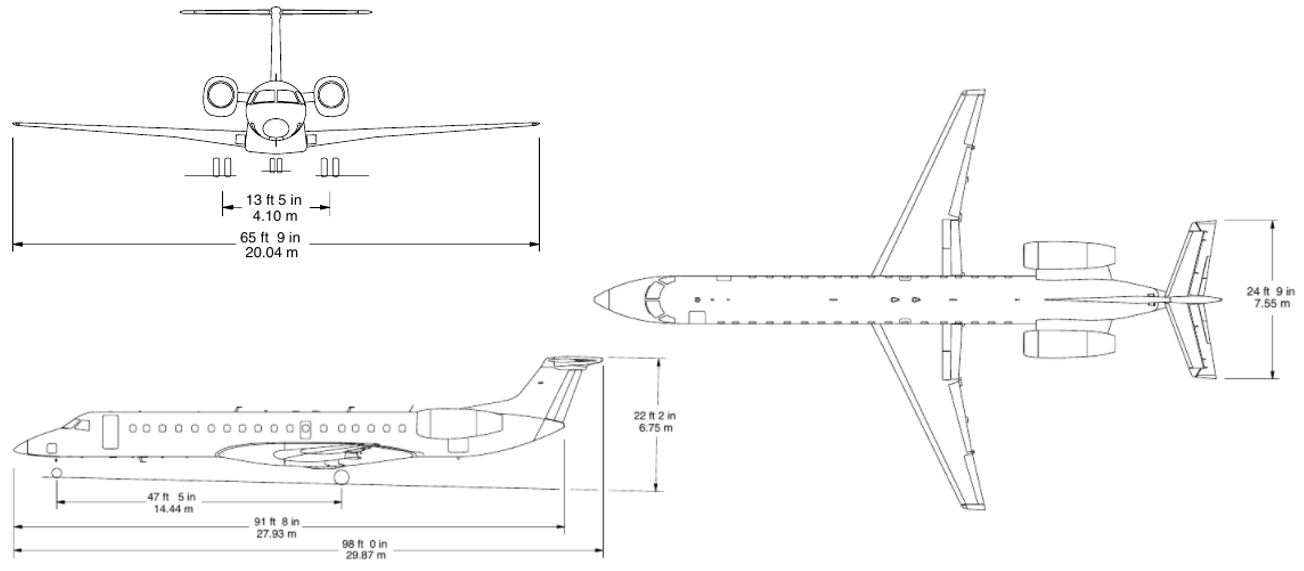 13 ft 5 in
4.10 m
65 ft 9 in
20.04 m
24 ft 9 in
7.55 m
22 ft 2 in
6.75 m
47 ft 5 in
14.44 m
91 ft 8 in
27.93 m
98 ft 0 in
29.87 m